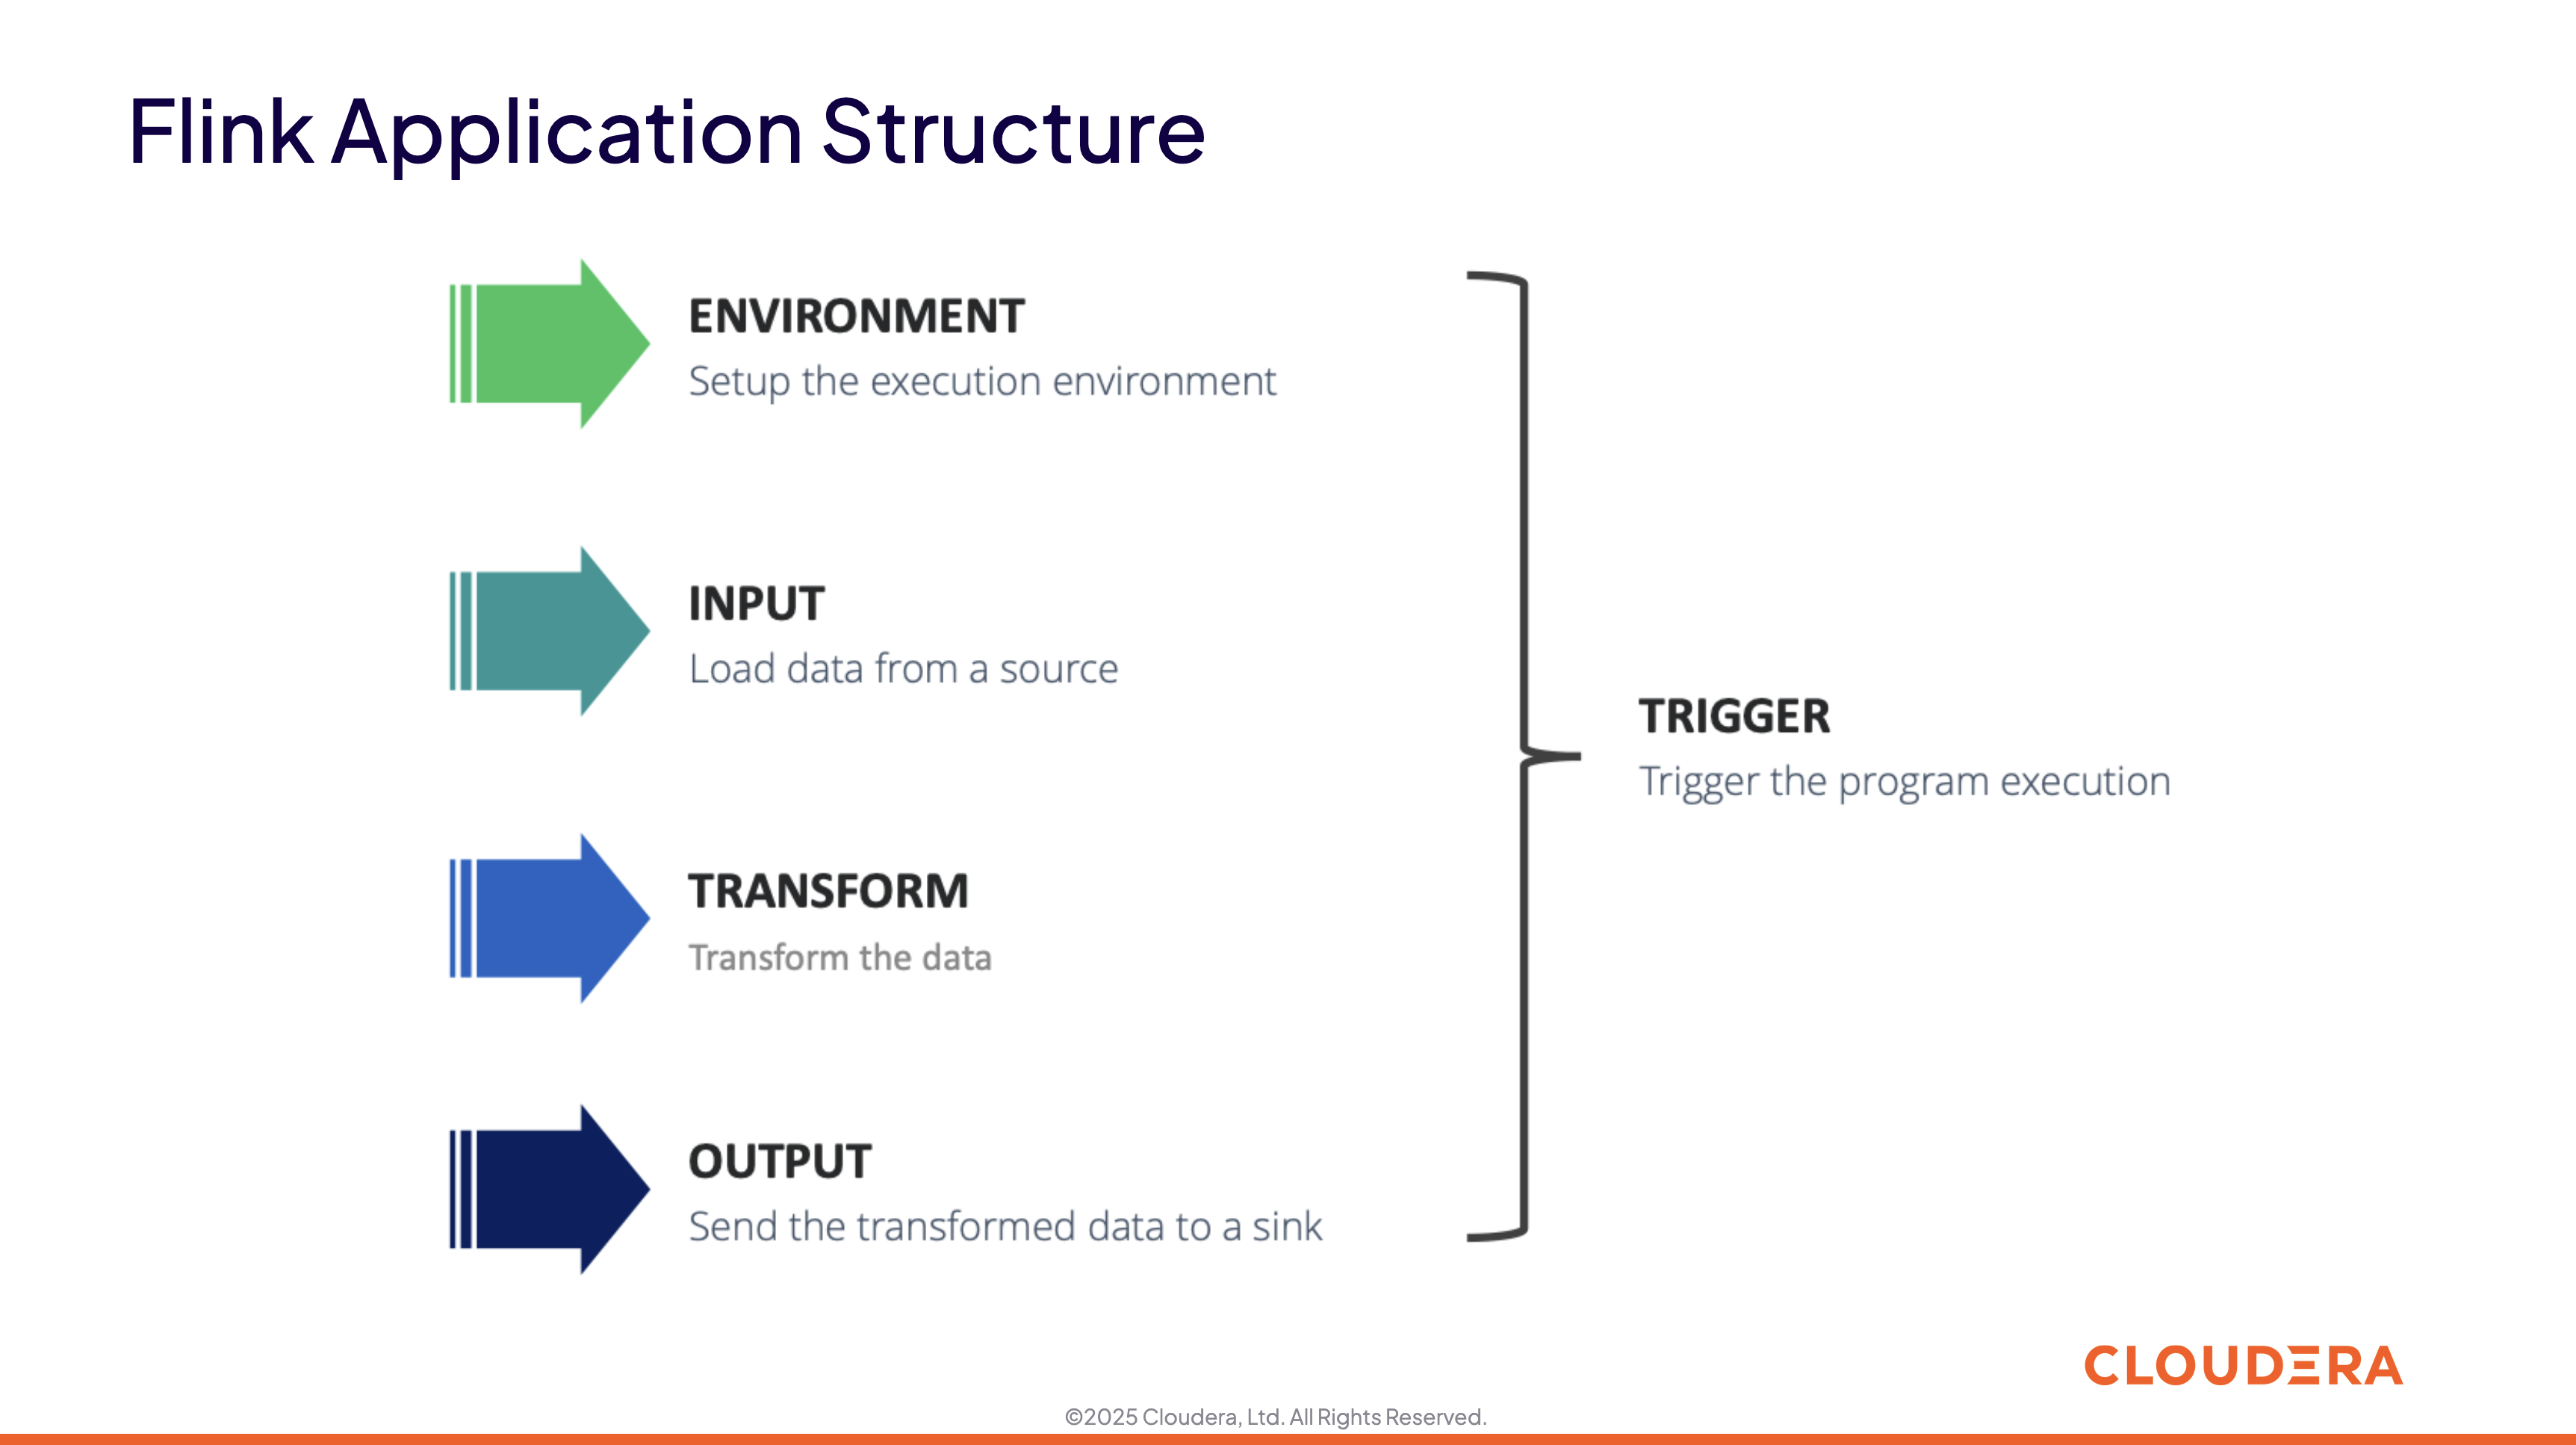 Flink Application Structure
ENVIRONMENT
Setup the execution environment
INPUT
Load data from a source
TRANSFORM
Transform the data
OUTPUT
Send the transformed data to a sink
TRIGGER
Trigger the program execution
CLOUDERA
©2025 Cloudera, Ltd. All Rights Reserved.